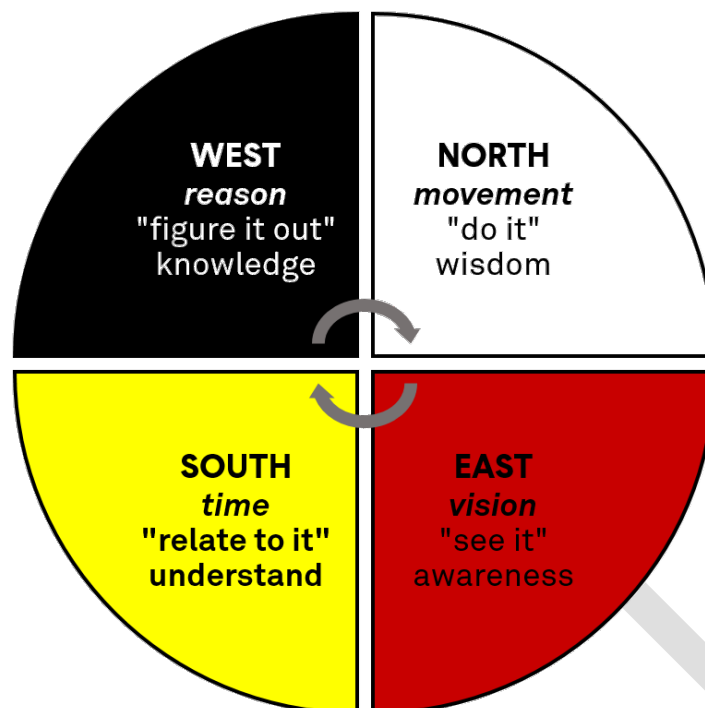 WEST
reason
"figure it out"
knowledge
NORTH
movement
"do it"
wisdom
SOUTH
time
"relate to it"
understand
EAST
vision
"see it"
awareness